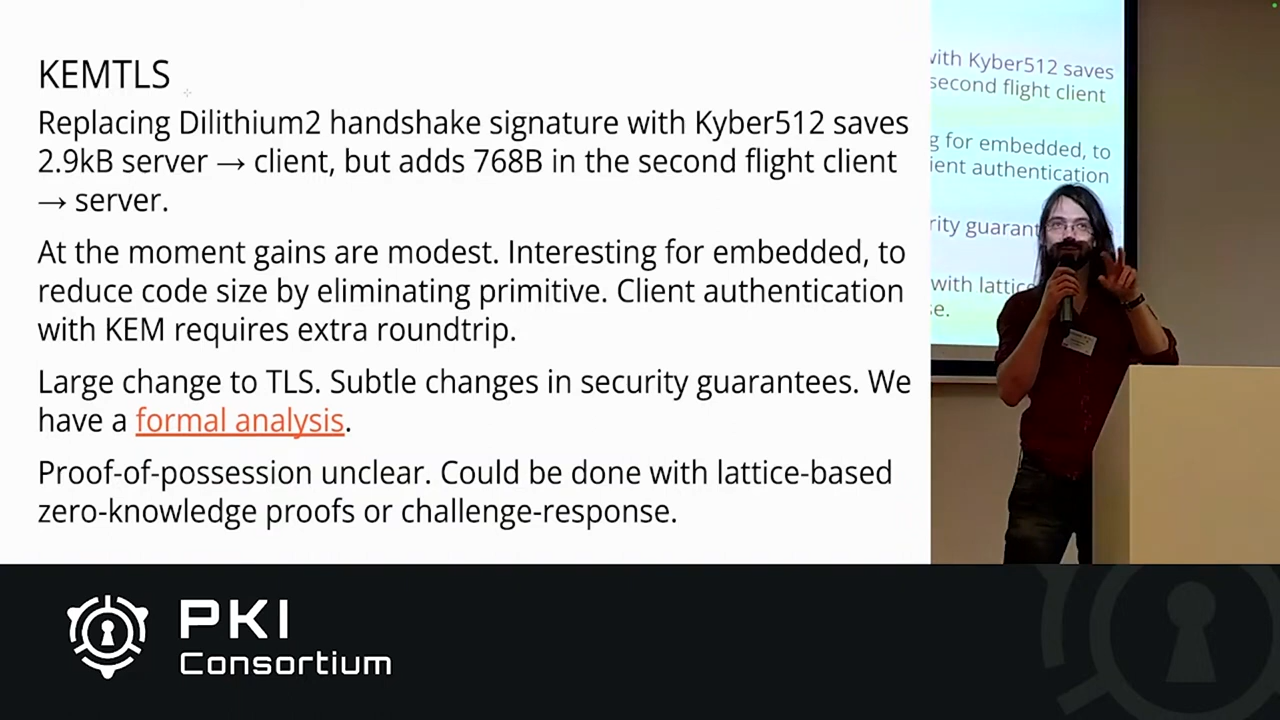 KEMTLS
Replacing Dilithium2 handshake signature with Kyber512 saves
2.9kB server → client, but adds 768B in the second flight client
→ server.
At the moment gains are modest. Interesting for embedded, to
reduce code size by eliminating primitive. Client authentication
with KEM requires extra roundtrip.
Large change to TLS. Subtle changes in security guarantees. We
have a formal analysis.
Proof-of-possession unclear. Could be done with lattice-based
zero-knowledge proofs or challenge-response.
with Kyber512 saves
second flight client
g for embedded, to
ient authentication
rity guarant
with lattice
se.
PKI
Consortium